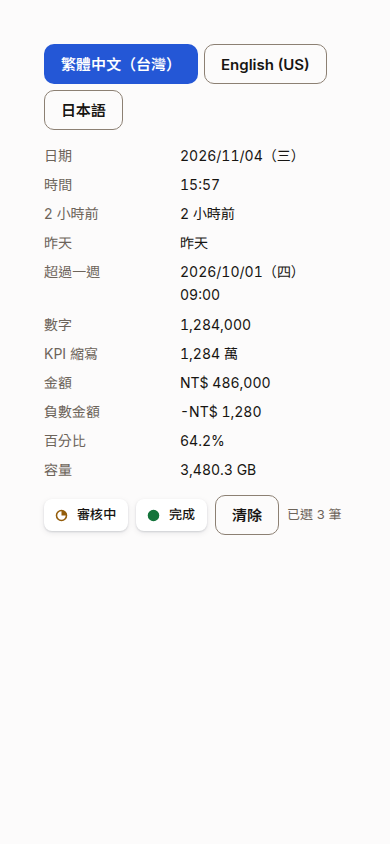 繁體中文（台灣） English (US)
日本語
日期 2026/11/04（三）
時間 15:57
2 小時前 2 小時前
昨天 昨天
超過一週 2026/10/01（四）
09:00
數字 1,284,000
KPI 縮寫 1,284 萬
金額 NT$ 486,000
負數金額 -NT$ 1,280
百分比 64.2%
容量 3,480.3 GB
審核中 完成 清除 已選 3 筆